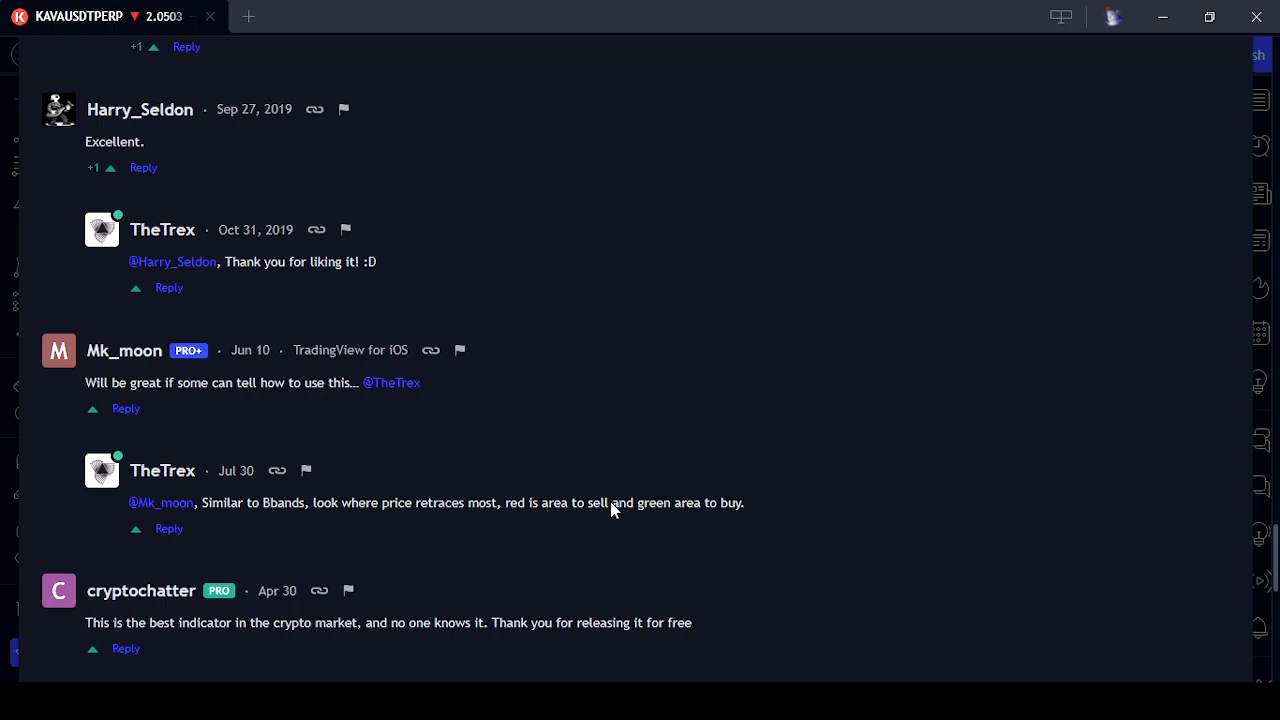 KAVAUSDTPERP ▼ 2.0503
+1 ▲ Reply
Harry_Seldon · Sep 27, 2019
Excellent.
+1 ▲ Reply
TheTrex · Oct 31, 2019
@Harry_Seldon, Thank you for liking it! :D
▲ Reply
M Mk_moon PRO+ · Jun 10 · TradingView for iOS
Will be great if some can tell how to use this... @TheTrex
▲ Reply
TheTrex · Jul 30
@Mk_moon, Similar to Bbands, look where price retraces most, red is area to sell and green area to buy.
▲ Reply
C cryptochatter PRO · Apr 30
This is the best indicator in the crypto market, and no one knows it. Thank you for releasing it for free
▲ Reply